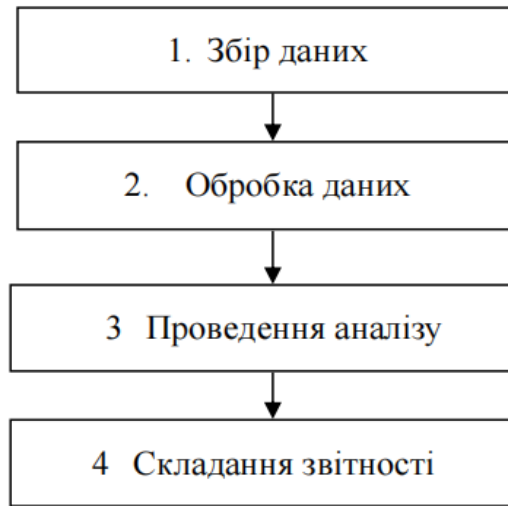 1. Збір даних
2. Обробка даних
3 Проведення аналізу
4 Складання звітності